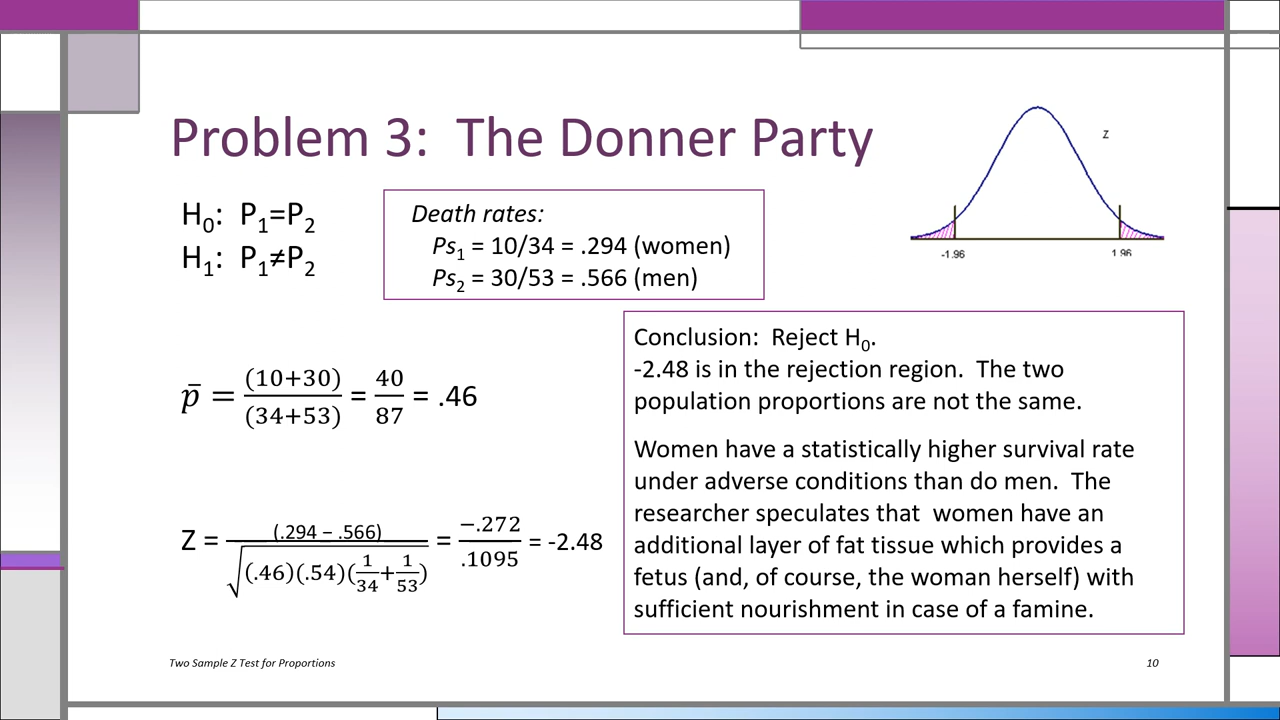 Problem 3:  The Donner Party
Z
-1.96
1.96
H₀:  P₁=P₂
H₁:  P₁≠P₂
Death rates:
Ps₁ = 10/34 = .294 (women)
Ps₂ = 30/53 = .566 (men)
p̄ = (10+30)/(34+53) = 40/87 = .46
Z = (.294 – .566)/√((.46)(.54)(1/34+1/53)) = −.272/.1095 = -2.48
Conclusion:  Reject H₀.
-2.48 is in the rejection region.  The two
population proportions are not the same.
Women have a statistically higher survival rate
under adverse conditions than do men.  The
researcher speculates that  women have an
additional layer of fat tissue which provides a
fetus (and, of course, the woman herself) with
sufficient nourishment in case of a famine.
Two Sample Z Test for Proportions
10